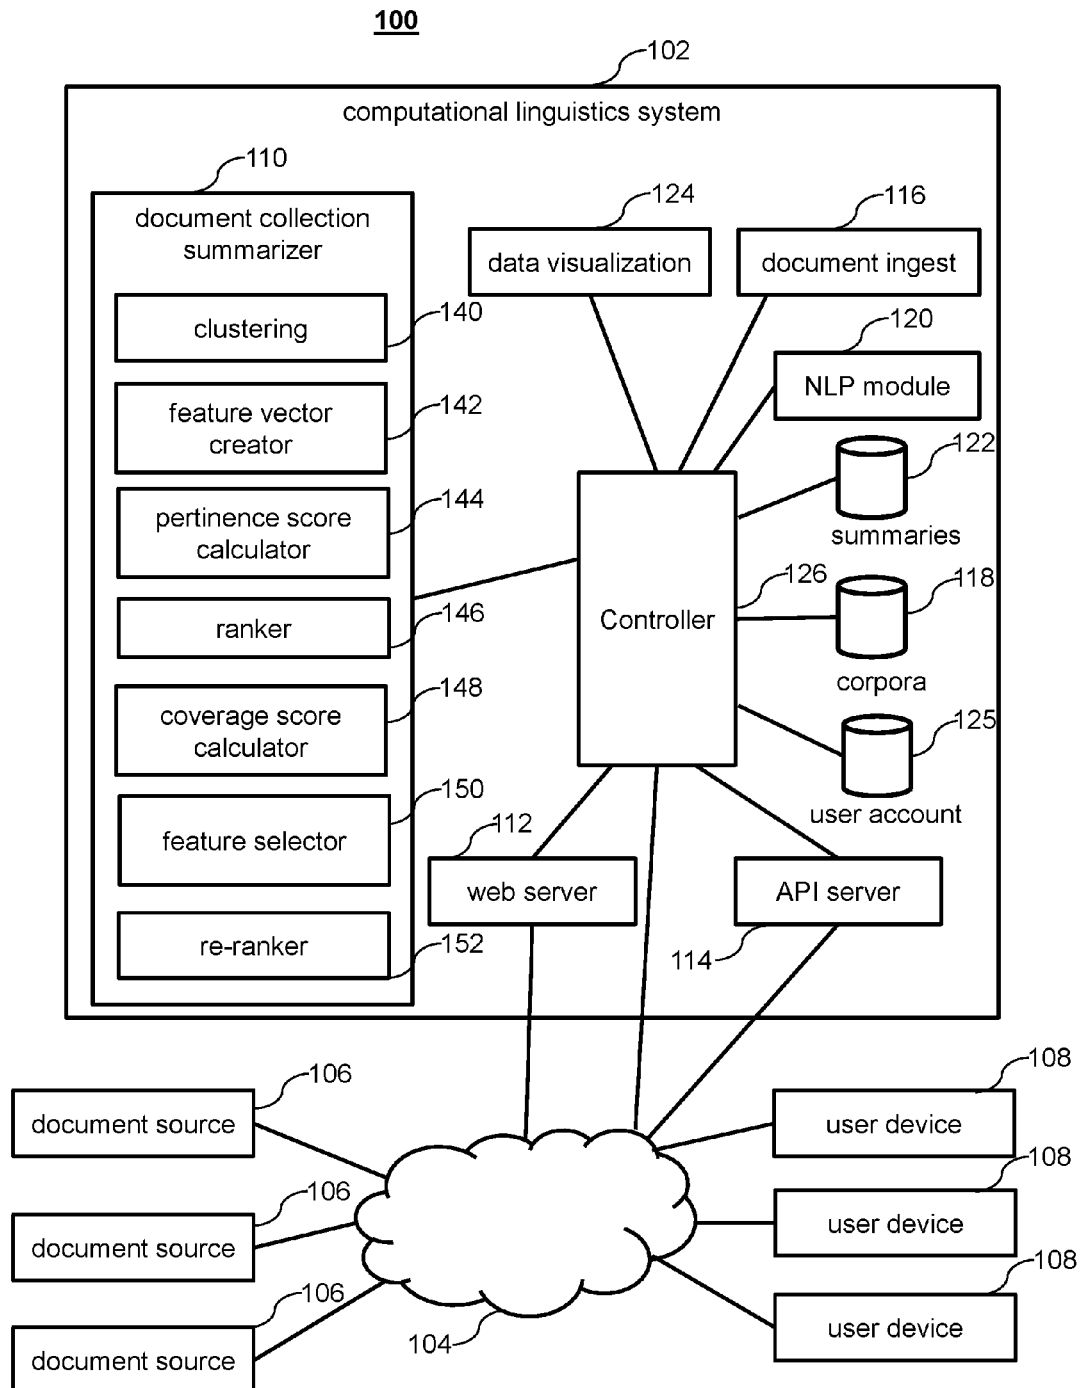 100
102
computational linguistics system
110
document collection
summarizer
clustering
140
feature vector
creator
142
pertinence score
calculator
144
ranker
146
coverage score
calculator
148
feature selector
150
re-ranker
152
124
data visualization
116
document ingest
120
NLP module
122
summaries
Controller
126
118
corpora
125
user account
112
web server
API server
114
106
document source
106
document source
106
document source
104
108
user device
108
user device
108
user device